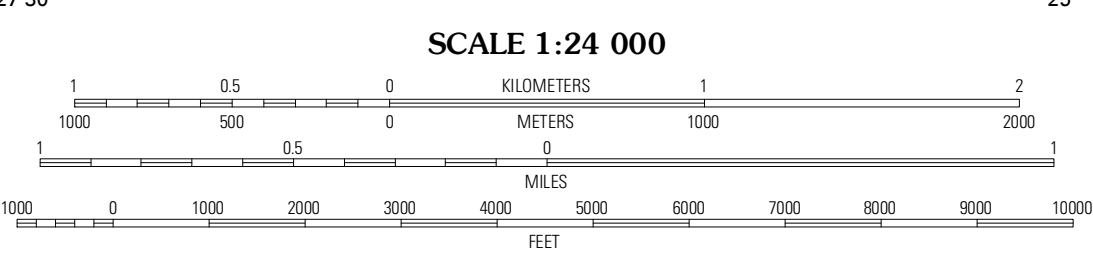 27'30"
25'
SCALE 1:24 000
1 0.5 0 KILOMETERS 1 2
1000 500 0 METERS 1000 2000
1 0.5 0 1
MILES
1000 0 1000 2000 3000 4000 5000 6000 7000 8000 9000 10000
FEET